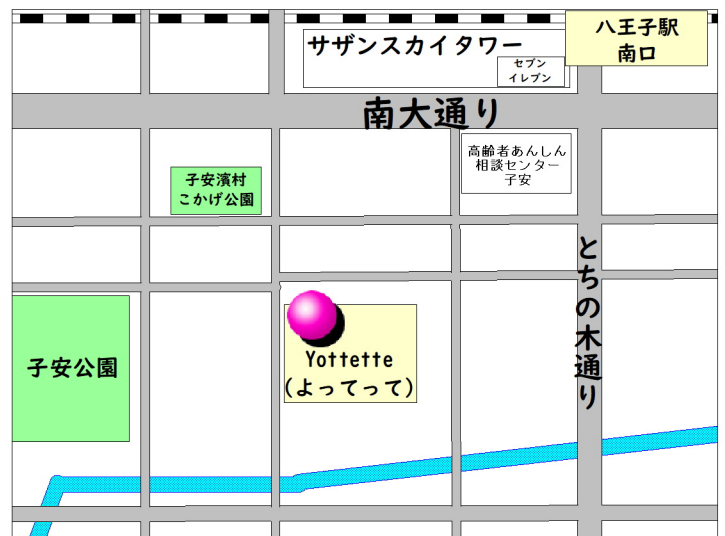 八王子駅
南口
サザンスカイタワー
セブン
イレブン
南大通り
高齢者あんしん
相談センター
子安
子安濱村
こかげ公園
とちの木通り
子安公園
Yottette
(よってって)